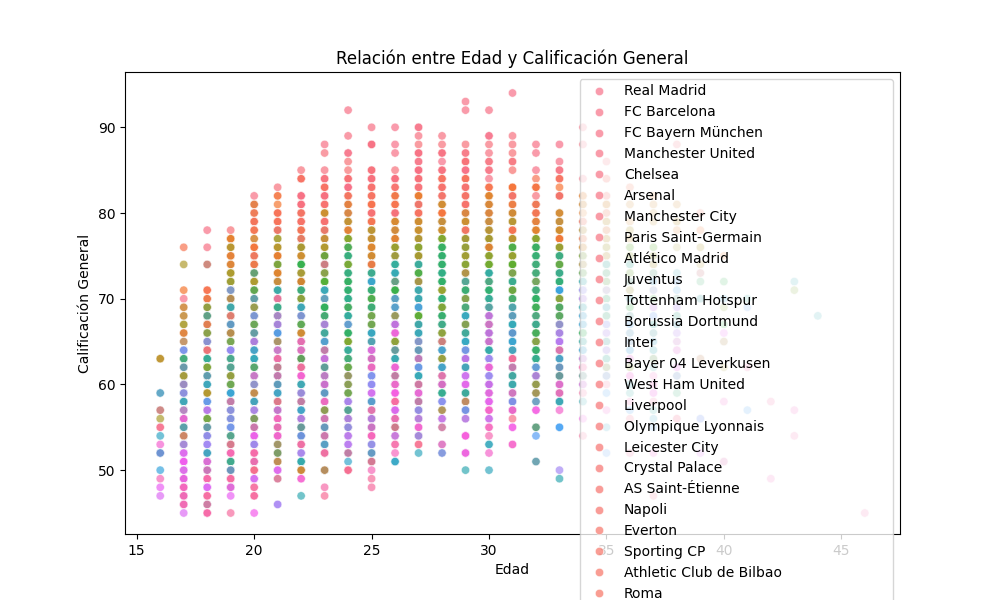 Relación entre Edad y Calificación General
Calificación General
90
80
70
60
50
15
20
25
30
35
40
45
Edad
Real Madrid
FC Barcelona
FC Bayern München
Manchester United
Chelsea
Arsenal
Manchester City
Paris Saint-Germain
Atlético Madrid
Juventus
Tottenham Hotspur
Borussia Dortmund
Inter
Bayer 04 Leverkusen
West Ham United
Liverpool
Olympique Lyonnais
Leicester City
Crystal Palace
AS Saint-Étienne
Napoli
Everton
Sporting CP
Athletic Club de Bilbao
Roma